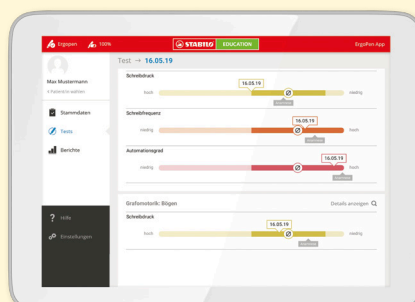 Ergopen 100% STABILO EDUCATION ErgoPen App
Test → 16.05.19
Max Mustermann
Stammdaten
Tests
Berichte
Hilfe
Einstellungen
Schreibdruck
16.05.19
hoch niedrig
Schreibfrequenz
16.05.19
niedrig hoch
Automationsgrad
16.05.19
niedrig hoch
Grafomotorik: Bögen Details anzeigen
Schreibdruck
16.05.19
hoch niedrig